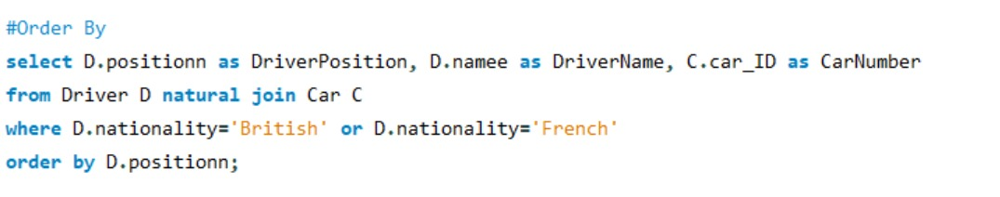 #Order By
select D.positionn as DriverPosition, D.namee as DriverName, C.car_ID as CarNumber
from Driver D natural join Car C
where D.nationality='British' or D.nationality='French'
order by D.positionn;